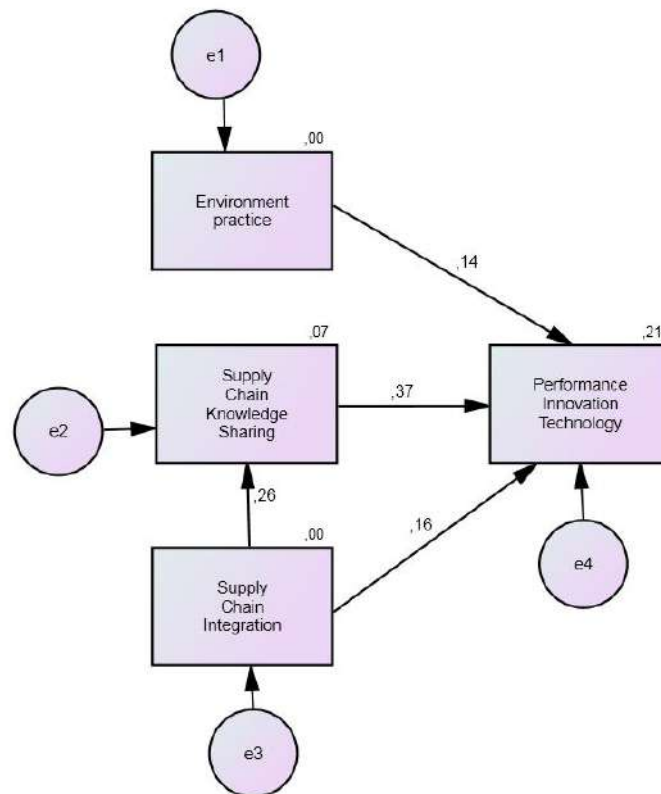 e1
,00
Environment
practice
,14
,07
,21
Supply
Chain
Knowledge
Sharing
,37
Performance
Innovation
Technology
e2
,26
,16
,00
Supply
Chain
Integration
e4
e3